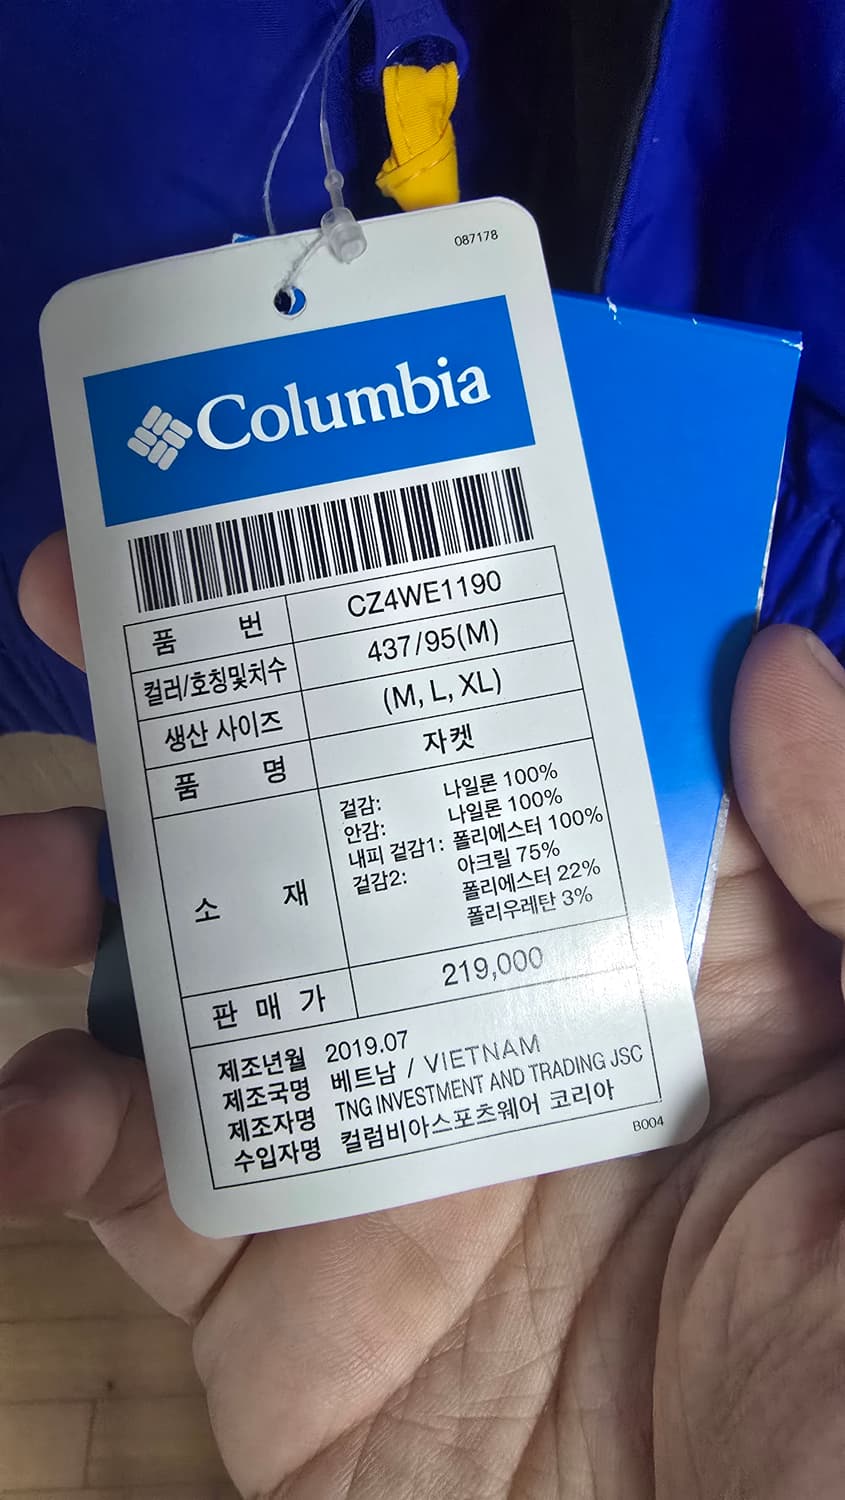 087178
Columbia
품 번 CZ4WE1190
컬러/호칭및치수 437/95(M)
생산 사이즈 (M, L, XL)
품 명 자켓
소 재
겉감: 나일론 100%
안감: 나일론 100%
내피 겉감1: 폴리에스터 100%
겉감2: 아크릴 75%
폴리에스터 22%
폴리우레탄 3%
판 매 가 219,000
제조년월 2019.07
제조국명 베트남 / VIETNAM
제조자명 TNG INVESTMENT AND TRADING JSC
수입자명 컬럼비아스포츠웨어 코리아
B004